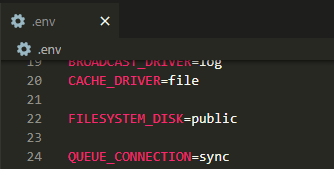 .env
.env
19 BROADCAST_DRIVER=log
20 CACHE_DRIVER=file
21
22 FILESYSTEM_DISK=public
23
24 QUEUE_CONNECTION=sync